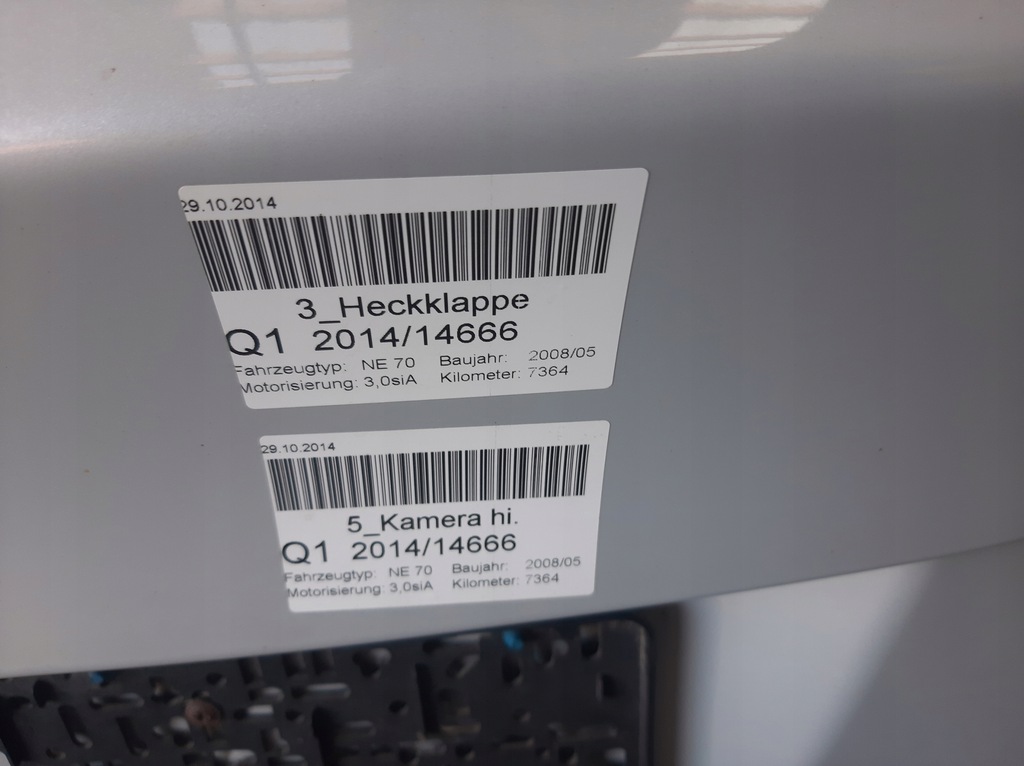 29.10.2014
3_Heckklappe
Q1 2014/14666
Fahrzeugtyp: NE 70 Baujahr: 2008/05
Motorisierung: 3,0siA Kilometer: 7364
29.10.2014
5_Kamera hi.
Q1 2014/14666
Fahrzeugtyp: NE 70 Baujahr: 2008/05
Motorisierung: 3,0siA Kilometer: 7364